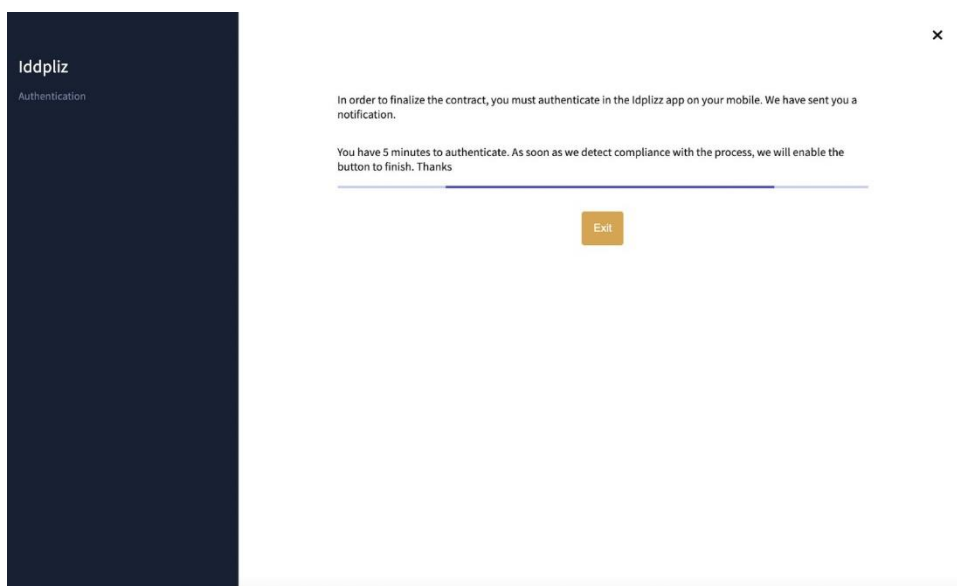 Iddpliz
Authentication
In order to finalize the contract, you must authenticate in the Idplizz app on your mobile. We have sent you a
notification.
You have 5 minutes to authenticate. As soon as we detect compliance with the process, we will enable the
button to finish. Thanks
Exit